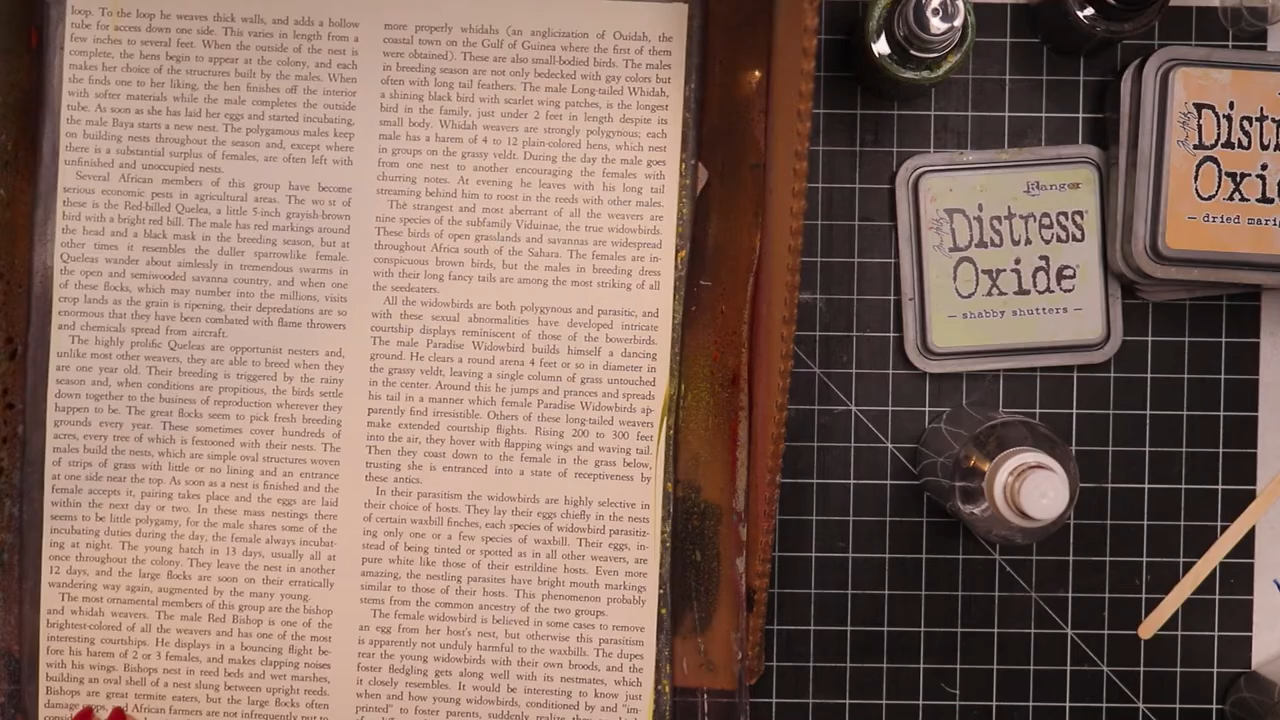 loop. To the loop he weaves thick walls, and adds a hollow
tube for access down one side. This varies in length from a
few inches to several feet. When the outside of the nest is
complete, the hens begin to appear at the colony, and each
makes her choice of the structures built by the males. When
she finds one to her liking, the hen finishes off the interior
with softer materials while the male completes the outside
tube. As soon as she has laid her eggs and started incubating,
the male Baya starts a new nest. The polygamous males keep
on building nests throughout the season and, except where
there is a substantial surplus of females, are often left with
unfinished and unoccupied nests.
Several African members of this group have become
serious economic pests in agricultural areas. The wo st of
these is the Red-billed Quelea, a little 5-inch grayish-brown
bird with a bright red bill. The male has red markings around
the head and a black mask in the breeding season, but at
other times it resembles the duller sparrowlike female.
Queleas wander about aimlessly in tremendous swarms in
the open and semiwooded savanna country, and when one
of these flocks, which may number into the millions, visits
crop lands as the grain is ripening, their depredations are so
enormous that they have been combated with flame throwers
and chemicals spread from aircraft.
The highly prolific Queleas are opportunist nesters and,
unlike most other weavers, they are able to breed when they
are one year old. Their breeding is triggered by the rainy
season and, when conditions are propitious, the birds settle
down together to the business of reproduction wherever they
happen to be. The great flocks seem to pick fresh breeding
grounds every year. These sometimes cover hundreds of
acres, every tree of which is festooned with their nests. The
males build the nests, which are simple oval structures woven
of strips of grass with little or no lining and an entrance
at one side near the top. As soon as a nest is finished and the
female accepts it, pairing takes place and the eggs are laid
within the next day or two. In these mass nestings there
seems to be little polygamy, for the male shares some of the
incubating duties during the day, the female always incubat-
ing at night. The young hatch in 13 days, usually all at
once throughout the colony. They leave the nest in another
12 days, and the large flocks are soon on their erratically
wandering way again, augmented by the many young.
The most ornamental members of this group are the bishop
and whidah weavers. The male Red Bishop is one of the
brightest-colored of all the weavers and has one of the most
interesting courtships. He displays in a bouncing flight be-
fore his harem of 2 or 3 females, and makes clapping noises
with his wings. Bishops nest in reed beds and wet marshes,
building an oval shell of a nest slung between upright reeds.
Bishops are great termite eaters, but the large flocks often
damage crops, and African farmers are not infrequently put to
more properly whidahs (an anglicization of Ouidah, the
coastal town on the Gulf of Guinea where the first of them
were obtained). These are also small-bodied birds. The males
in breeding season are not only bedecked with gay colors but
often with long tail feathers. The male Long-tailed Whidah,
a shining black bird with scarlet wing patches, is the longest
bird in the family, just under 2 feet in length despite its
small body. Whidah weavers are strongly polygynous; each
male has a harem of 4 to 12 plain-colored hens, which nest
in groups on the grassy veldt. During the day the male goes
from one nest to another encouraging the females with
churring notes. At evening he leaves with his long tail
streaming behind him to roost in the reeds with other males.
The strangest and most aberrant of all the weavers are
nine species of the subfamily Viduinae, the true widowbirds.
These birds of open grasslands and savannas are widespread
throughout Africa south of the Sahara. The females are in-
conspicuous brown birds, but the males in breeding dress
with their long fancy tails are among the most striking of all
the seedeaters.
All the widowbirds are both polygynous and parasitic, and
with these sexual abnormalities have developed intricate
courtship displays reminiscent of those of the bowerbirds.
The male Paradise Widowbird builds himself a dancing
ground. He clears a round arena 4 feet or so in diameter in
the grassy veldt, leaving a single column of grass untouched
in the center. Around this he jumps and prances and spreads
his tail in a manner which female Paradise Widowbirds ap-
parently find irresistible. Others of these long-tailed weavers
make extended courtship flights. Rising 200 to 300 feet
into the air, they hover with flapping wings and waving tail.
Then they coast down to the female in the grass below,
trusting she is entranced into a state of receptiveness by
these antics.
In their parasitism the widowbirds are highly selective in
their choice of hosts. They lay their eggs chiefly in the nests
of certain waxbill finches, each species of widowbird parasitiz-
ing only one or a few species of waxbill. Their eggs, in-
stead of being tinted or spotted as in all other weavers, are
pure white like those of their estrildine hosts. Even more
amazing, the nestling parasites have bright mouth markings
similar to those of their hosts. This phenomenon probably
stems from the common ancestry of the two groups.
The female widowbird is believed in some cases to remove
an egg from her host's nest, but otherwise this parasitism
is apparently not unduly harmful to the waxbills. The dupes
rear the young widowbirds with their own broods, and the
foster fledgling gets along well with its nestmates, which
it closely resembles. It would be interesting to know just
when and how young widowbirds, conditioned by and "im-
printed" to foster parents, suddenly realize they
Ranger
Tim Holtz
Distress
Oxide
— shabby shutters —
Tim Holtz
Distr
Oxi
— dried mari